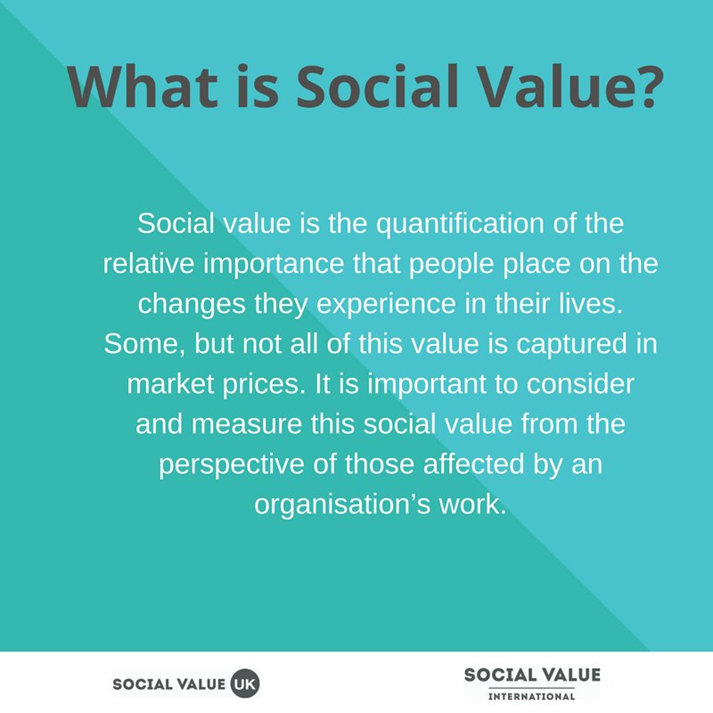 What is Social Value?
Social value is the quantification of the
relative importance that people place on the
changes they experience in their lives.
Some, but not all of this value is captured in
market prices. It is important to consider
and measure this social value from the
perspective of those affected by an
organisation’s work.
SOCIAL VALUE UK
SOCIAL VALUE
INTERNATIONAL